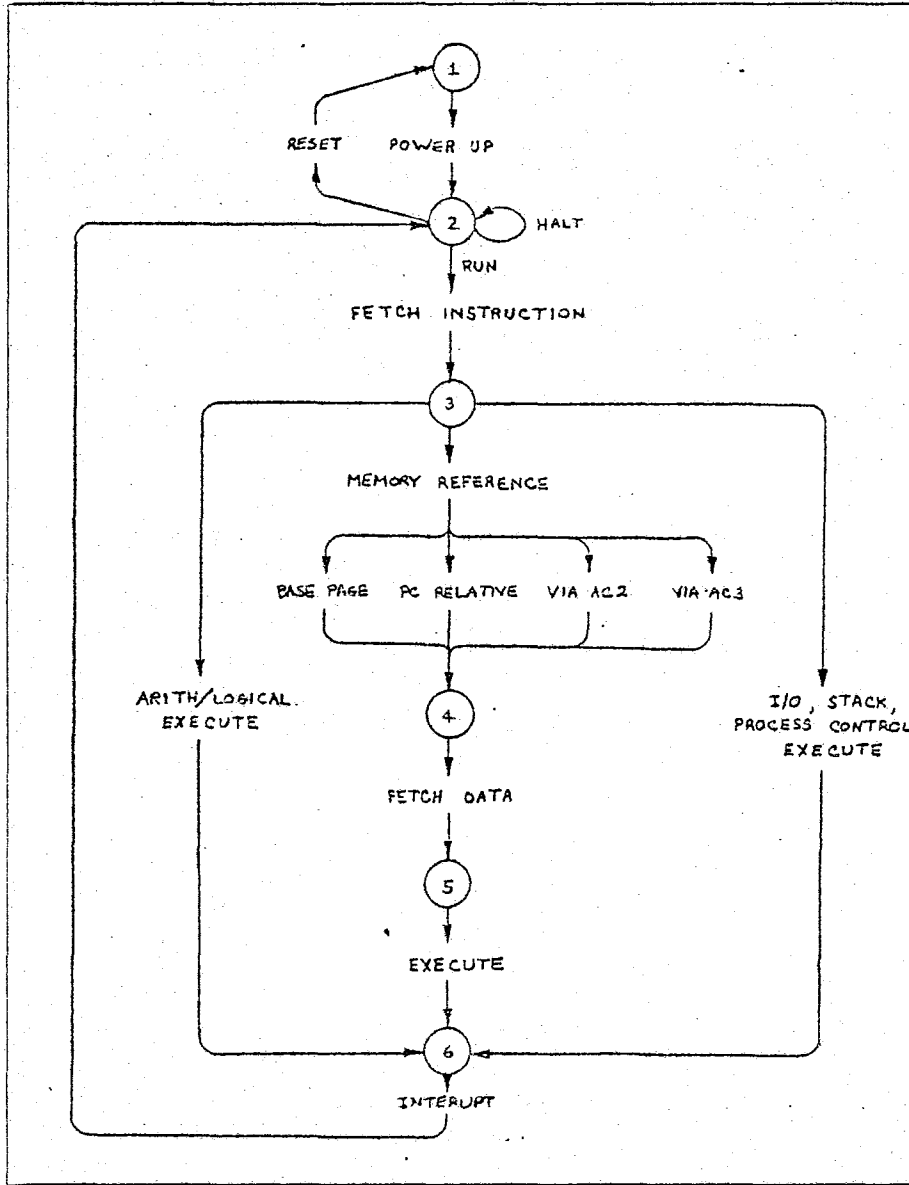 1
RESET
POWER UP
2
HALT
RUN
FETCH INSTRUCTION
3
MEMORY REFERENCE
BASE PAGE
PC RELATIVE
VIA AC2
VIA AC3
ARITH/LOGICAL
EXECUTE
I/O, STACK,
PROCESS CONTROL
EXECUTE
4
FETCH DATA
5
EXECUTE
6
INTERUPT